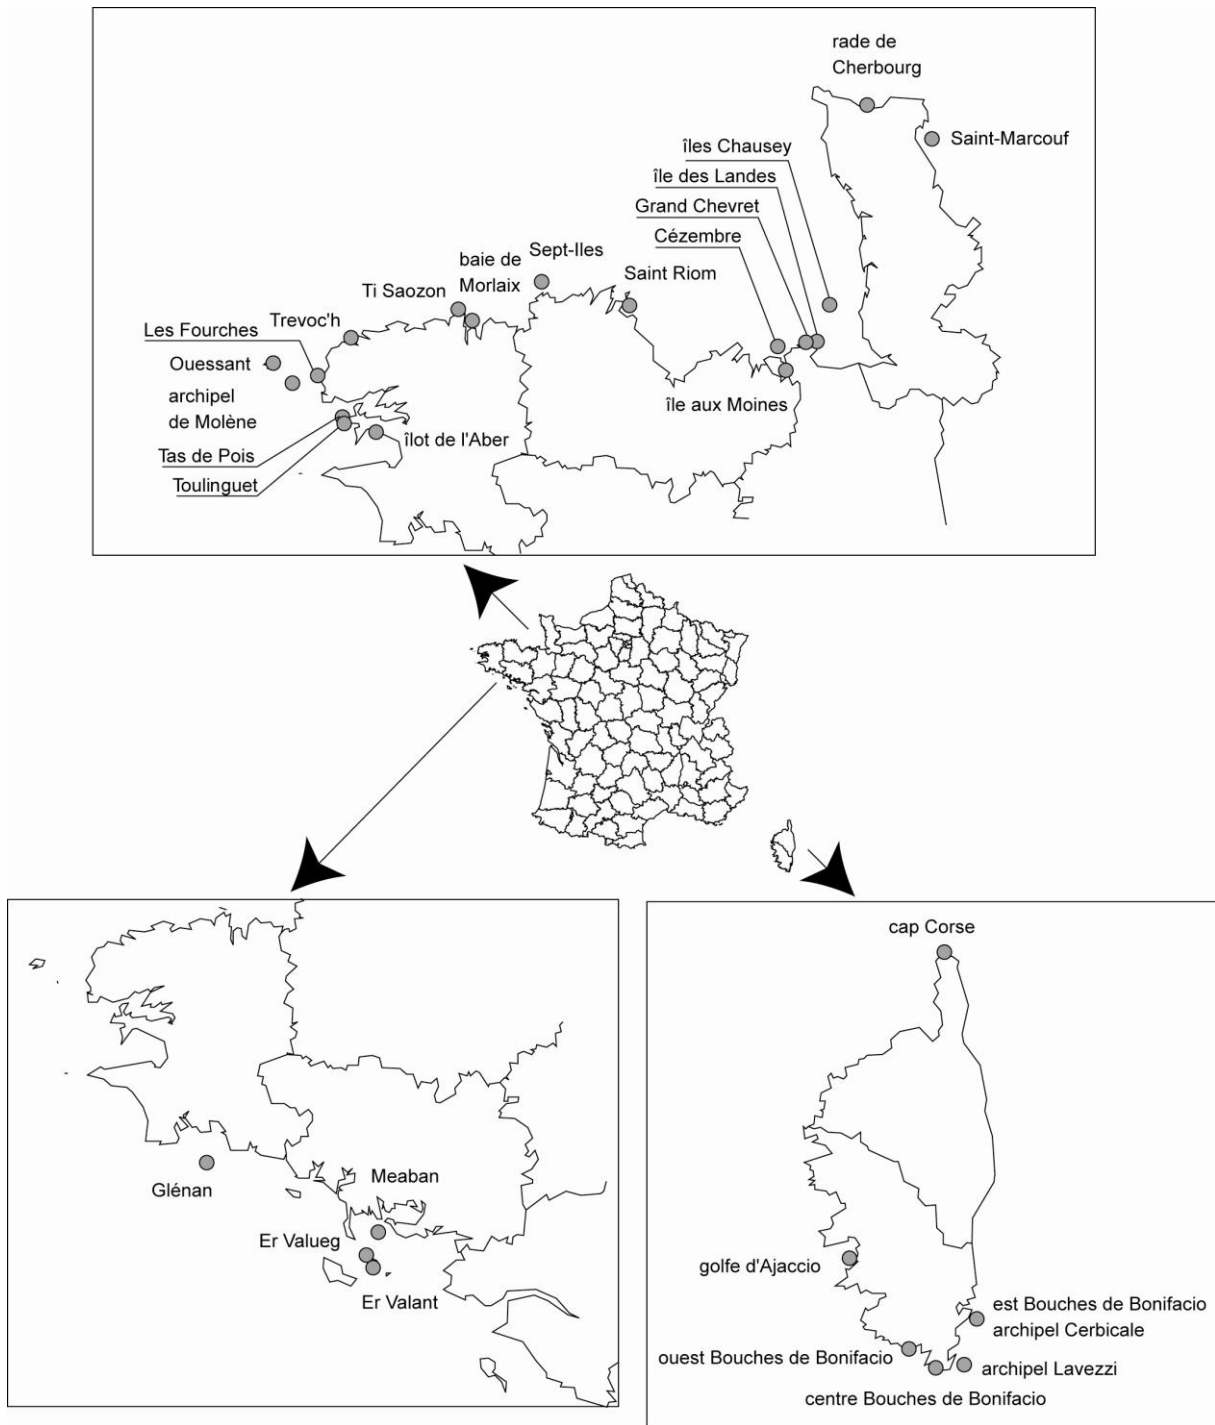 rade de
Cherbourg
Saint-Marcouf
îles Chausey
île des Landes
Grand Chevret
Cézembre
Sept-Iles
baie de
Morlaix
Saint Riom
Ti Saozon
Trevoc'h
Les Fourches
Ouessant
archipel
de Molène
île aux Moines
îlot de l'Aber
Tas de Pois
Toulinguet
Glénan
Meaban
Er Valueg
Er Valant
cap Corse
golfe d'Ajaccio
est Bouches de Bonifacio
archipel Cerbicale
ouest Bouches de Bonifacio
archipel Lavezzi
centre Bouches de Bonifacio